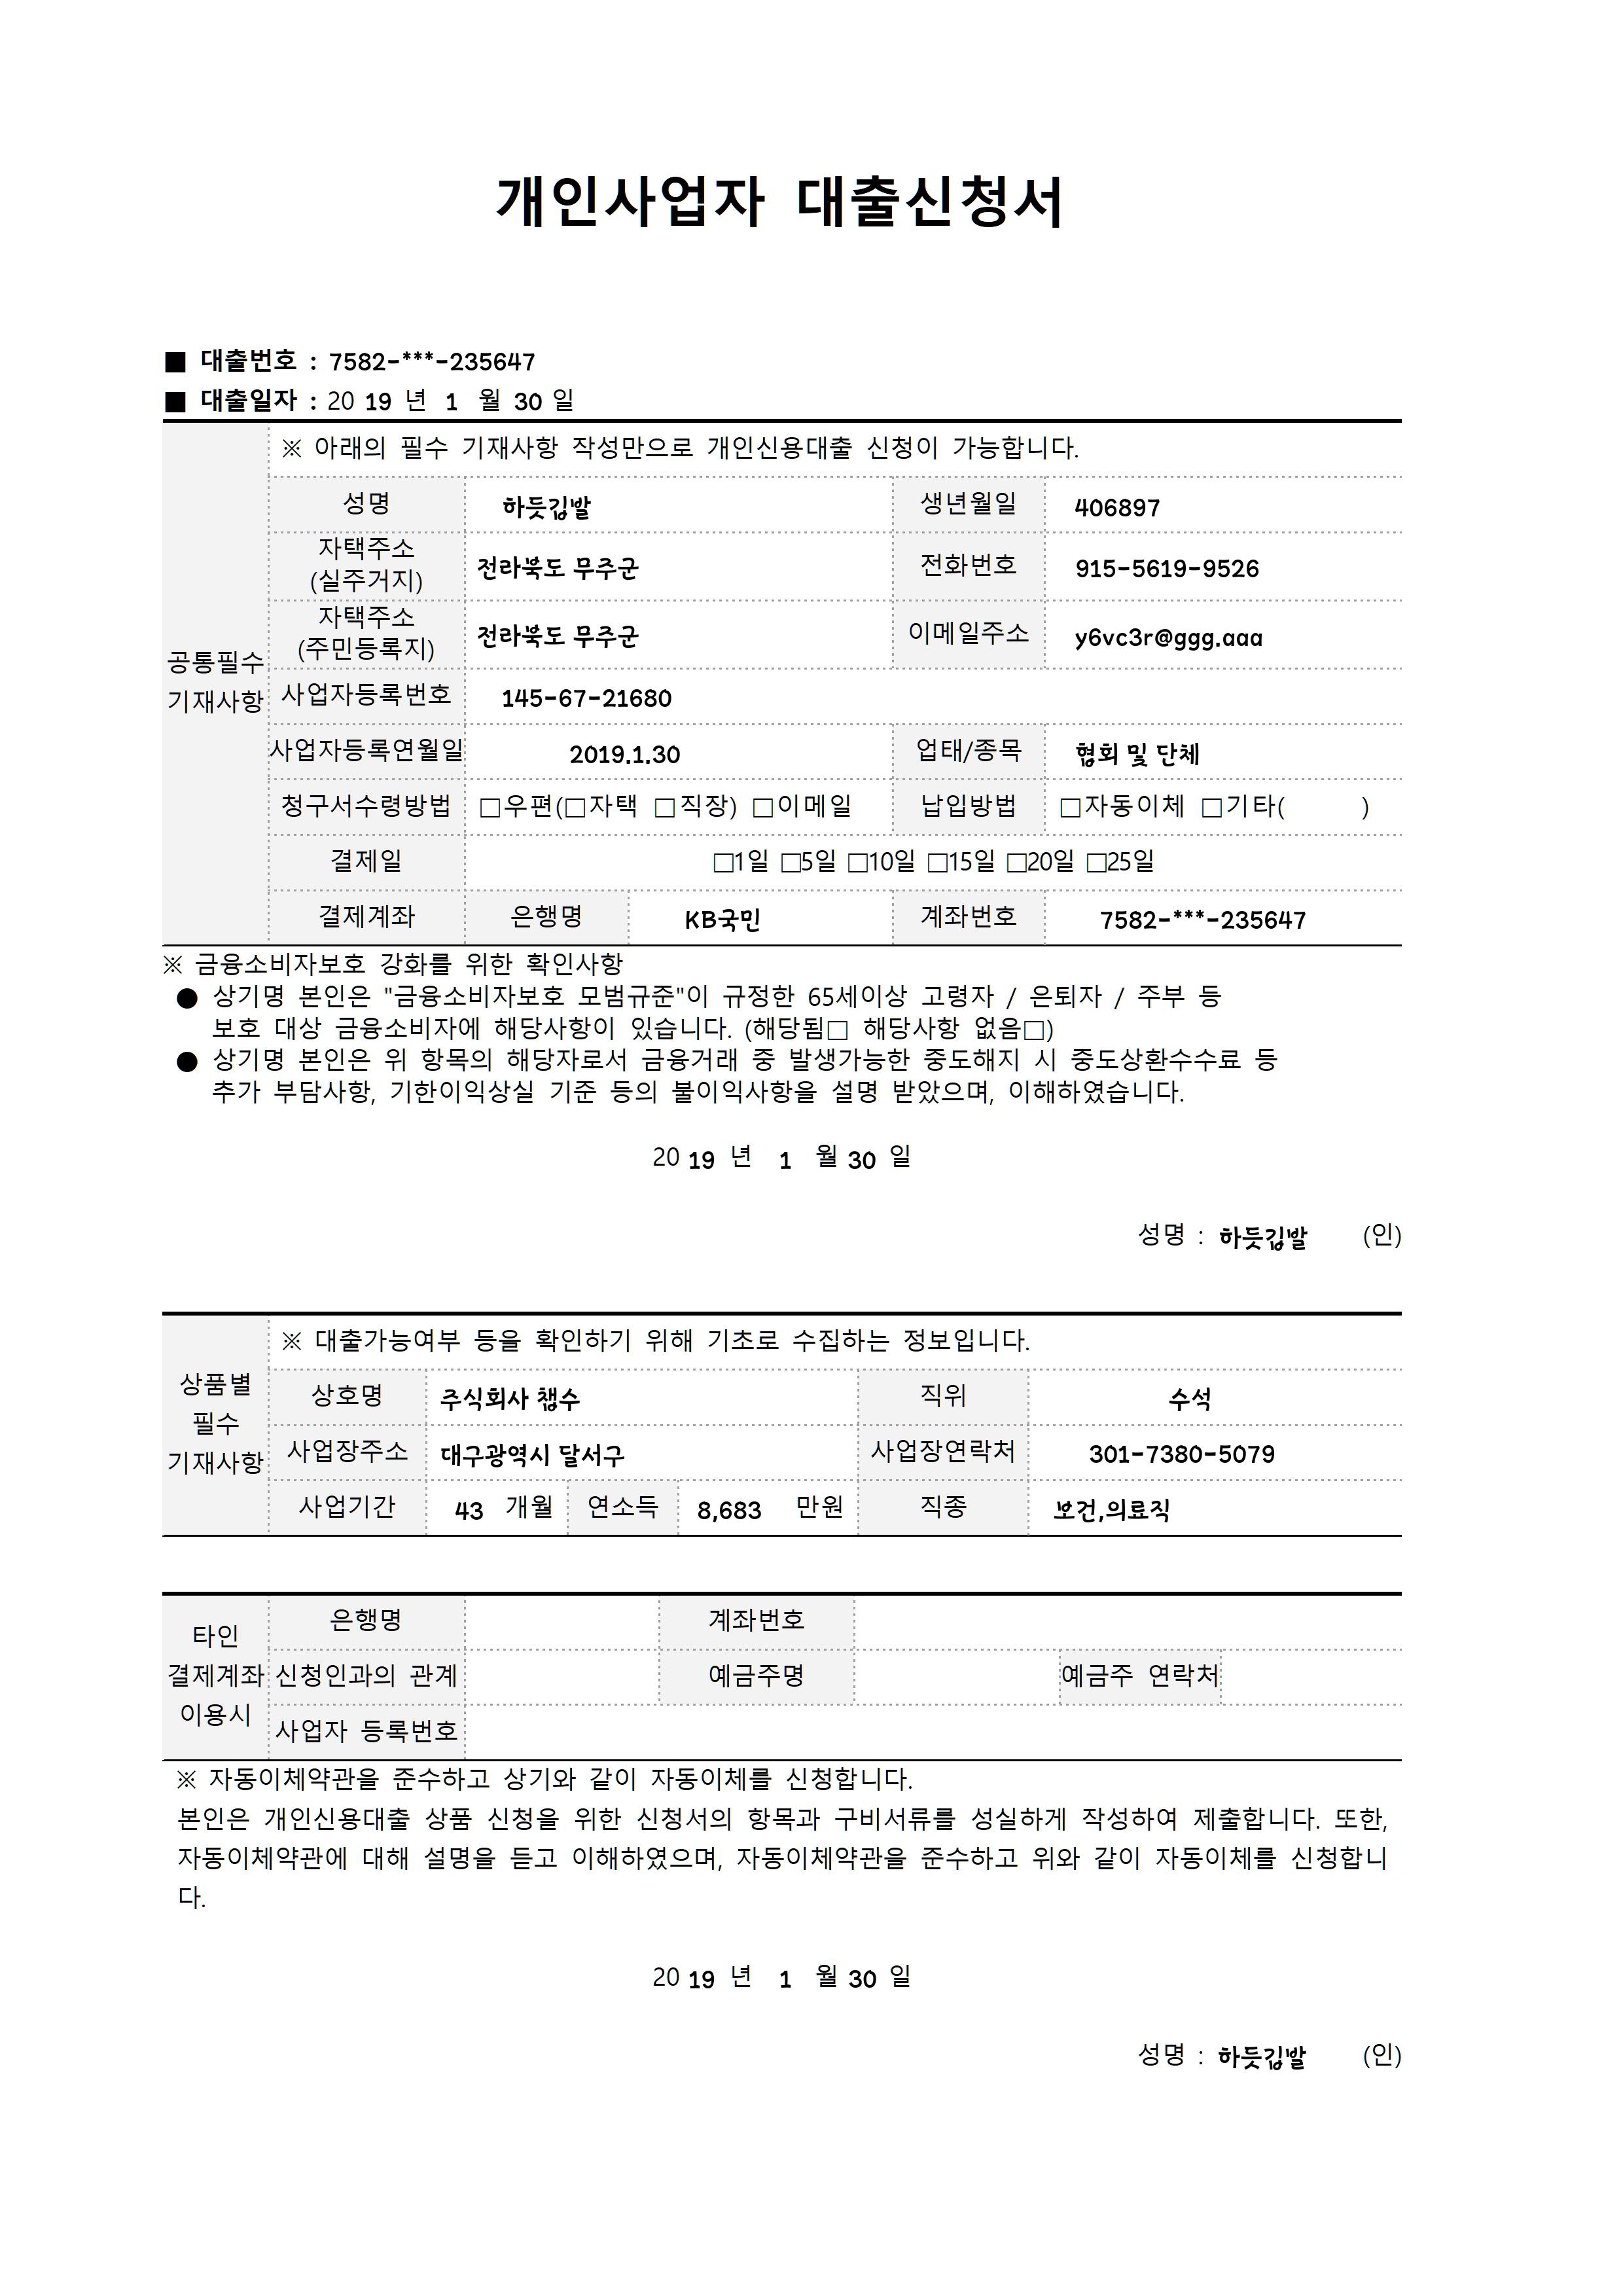 개인사업자 대출신청서
■ 대출번호 : 7582-***-235647
■ 대출일자 : 20 19 년 1 월 30 일
※ 아래의 필수 기재사항 작성만으로 개인신용대출 신청이 가능합니다.
공통필수
기재사항
성명 하듯깁발 생년월일 406897
자택주소
(실주거지) 전라북도 무주군 전화번호 915-5619-9526
자택주소
(주민등록지) 전라북도 무주군 이메일주소 y6vc3r@ggg.aaa
사업자등록번호 145-67-21680
사업자등록연월일 2019.1.30 업태/종목 협회 및 단체
청구서수령방법 □우편(□자택 □직장) □이메일 납입방법 □자동이체 □기타( )
결제일 □1일 □5일 □10일 □15일 □20일 □25일
결제계좌 은행명 KB국민 계좌번호 7582-***-235647
※ 금융소비자보호 강화를 위한 확인사항
● 상기명 본인은 "금융소비자보호 모범규준"이 규정한 65세이상 고령자 / 은퇴자 / 주부 등
보호 대상 금융소비자에 해당사항이 있습니다. (해당됨□ 해당사항 없음□)
● 상기명 본인은 위 항목의 해당자로서 금융거래 중 발생가능한 중도해지 시 중도상환수수료 등
추가 부담사항, 기한이익상실 기준 등의 불이익사항을 설명 받았으며, 이해하였습니다.
20 19 년 1 월 30 일
성명 : 하듯깁발 (인)
※ 대출가능여부 등을 확인하기 위해 기초로 수집하는 정보입니다.
상품별
필수
기재사항
상호명 주식회사 챕수 직위 수석
사업장주소 대구광역시 달서구 사업장연락처 301-7380-5079
사업기간 43 개월 연소득 8,683 만원 직종 보건,의료직
타인
결제계좌
이용시
은행명 계좌번호
신청인과의 관계 예금주명 예금주 연락처
사업자 등록번호
※ 자동이체약관을 준수하고 상기와 같이 자동이체를 신청합니다.
본인은 개인신용대출 상품 신청을 위한 신청서의 항목과 구비서류를 성실하게 작성하여 제출합니다. 또한,
자동이체약관에 대해 설명을 듣고 이해하였으며, 자동이체약관을 준수하고 위와 같이 자동이체를 신청합니
다.
20 19 년 1 월 30 일
성명 : 하듯깁발 (인)